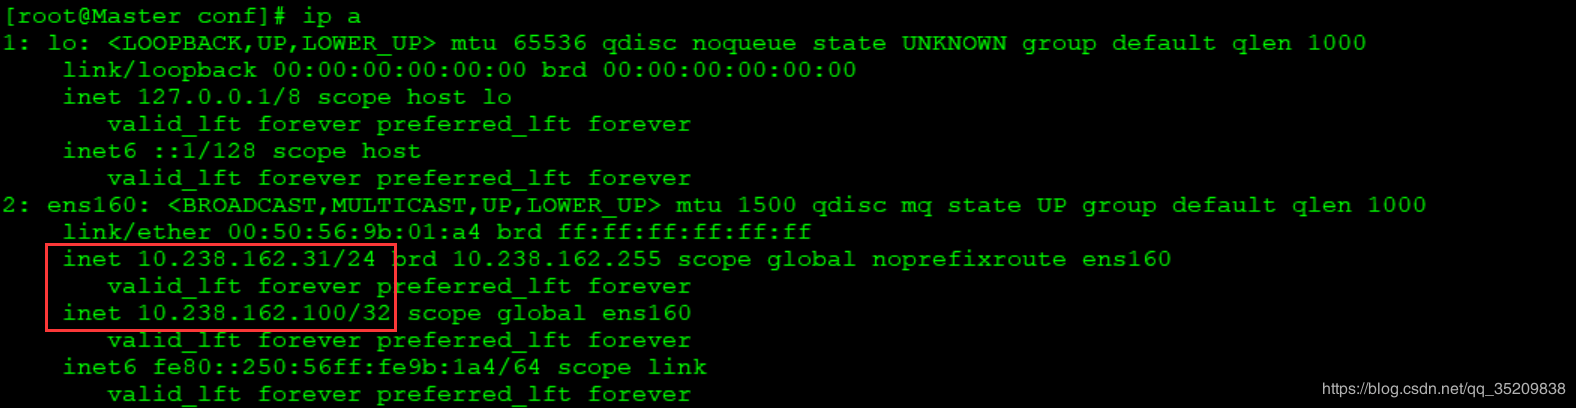 [root@Master conf]# ip a
1: lo: <LOOPBACK,UP,LOWER_UP> mtu 65536 qdisc noqueue state UNKNOWN group default qlen 1000
    link/loopback 00:00:00:00:00:00 brd 00:00:00:00:00:00
    inet 127.0.0.1/8 scope host lo
       valid_lft forever preferred_lft forever
    inet6 ::1/128 scope host
       valid_lft forever preferred_lft forever
2: ens160: <BROADCAST,MULTICAST,UP,LOWER_UP> mtu 1500 qdisc mq state UP group default qlen 1000
    link/ether 00:50:56:9b:01:a4 brd ff:ff:ff:ff:ff:ff
    inet 10.238.162.31/24 brd 10.238.162.255 scope global noprefixroute ens160
       valid_lft forever preferred_lft forever
    inet 10.238.162.100/32 scope global ens160
       valid_lft forever preferred_lft forever
    inet6 fe80::250:56ff:fe9b:1a4/64 scope link
       valid_lft forever preferred_lft forever
https://blog.csdn.net/qq_35209838